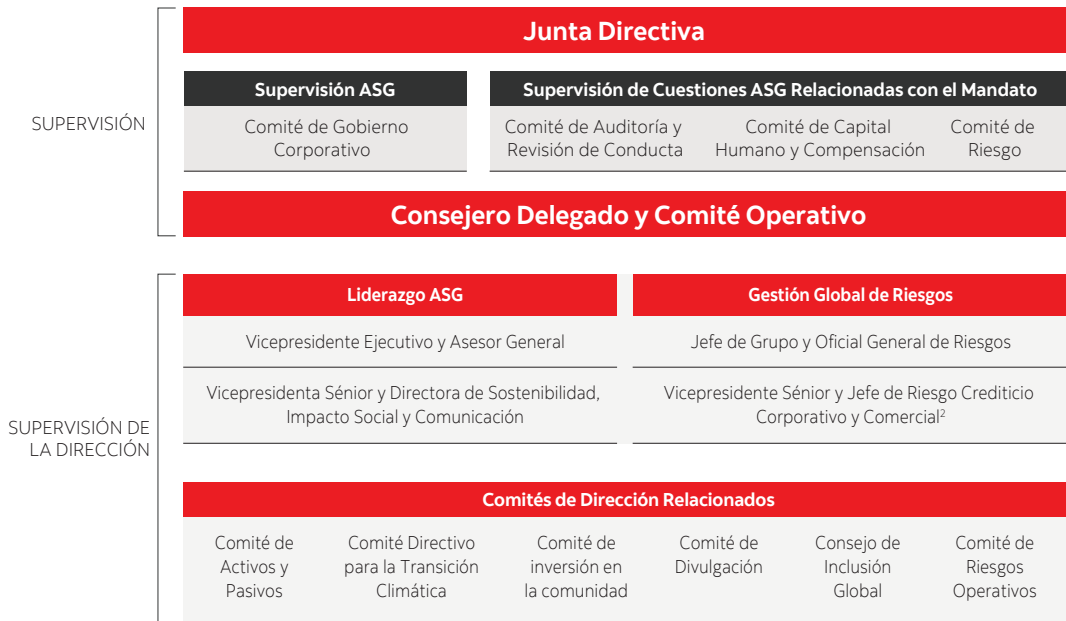 Junta Directiva
SUPERVISIÓN
Supervisión ASG
Comité de Gobierno
Corporativo
Supervisión de Cuestiones ASG Relacionadas con el Mandato
Comité de Auditoría y
Revisión de Conducta
Comité de Capital
Humano y Compensación
Comité de
Riesgo
Consejero Delegado y Comité Operativo
SUPERVISIÓN DE
LA DIRECCIÓN
Liderazgo ASG
Vicepresidente Ejecutivo y Asesor General
Vicepresidenta Sénior y Directora de Sostenibilidad,
Impacto Social y Comunicación
Gestión Global de Riesgos
Jefe de Grupo y Oficial General de Riesgos
Vicepresidente Sénior y Jefe de Riesgo Crediticio
Corporativo y Comercial²
Comités de Dirección Relacionados
Comité de
Activos y
Pasivos
Comité Directivo
para la Transición
Climática
Comité de
inversión en
la comunidad
Comité de
Divulgación
Consejo de
Inclusión
Global
Comité de
Riesgos
Operativos